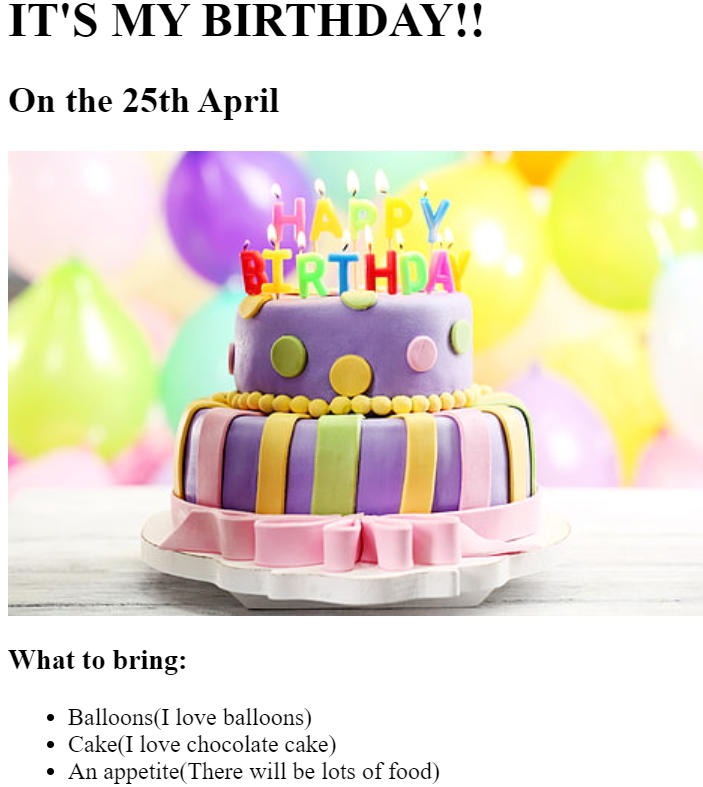 IT'S MY BIRTHDAY!!
On the 25th April
HAPPY
BIRTHDAY
What to bring:
Balloons(I love balloons)
Cake(I love chocolate cake)
An appetite(There will be lots of food)